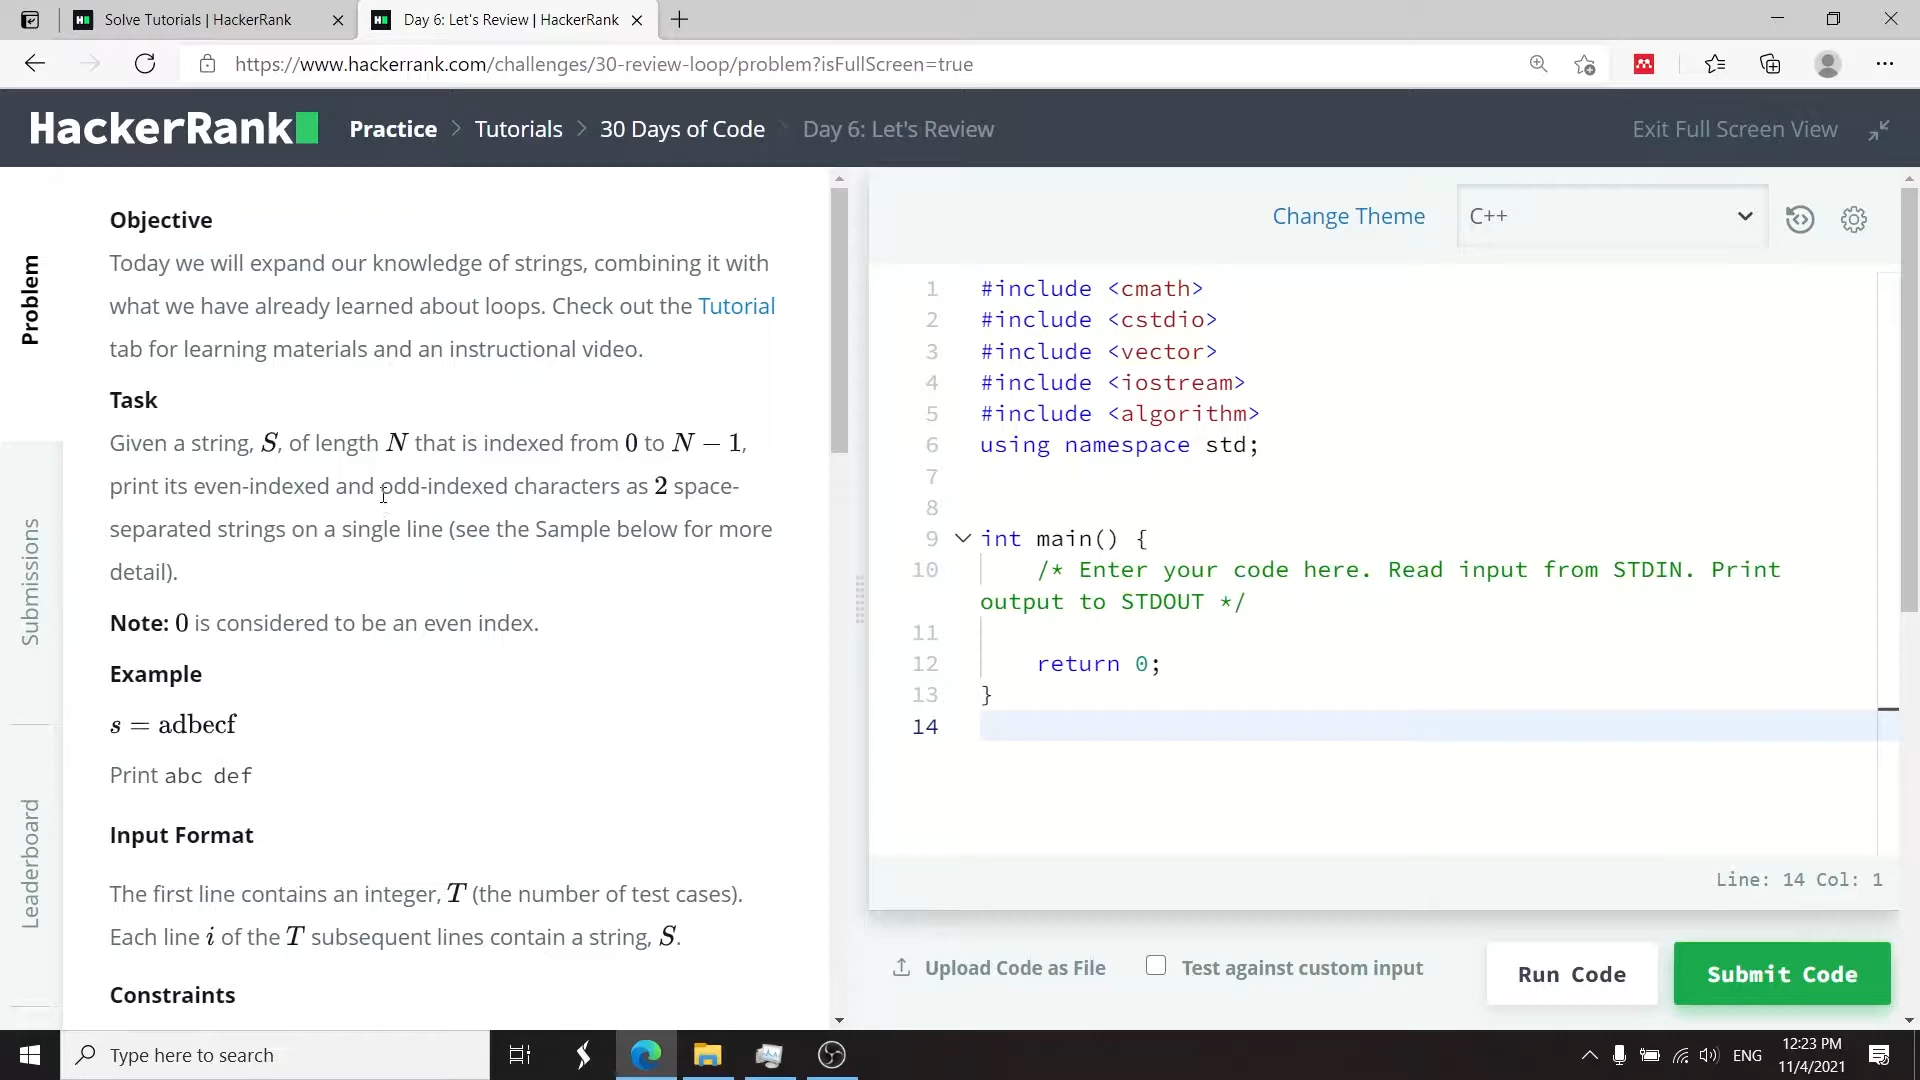 Solve Tutorials | HackerRank
Day 6: Let's Review | HackerRank
https://www.hackerrank.com/challenges/30-review-loop/problem?isFullScreen=true
HackerRank
Practice > Tutorials > 30 Days of Code
Day 6: Let's Review
Exit Full Screen View
Problem
Submissions
Leaderboard
Objective
Today we will expand our knowledge of strings, combining it with
what we have already learned about loops. Check out the Tutorial
tab for learning materials and an instructional video.
Task
Given a string, S, of length N that is indexed from 0 to N − 1,
print its even-indexed and odd-indexed characters as 2 space-
separated strings on a single line (see the Sample below for more
detail).
Note: 0 is considered to be an even index.
Example
s = adbecf
Print abc def
Input Format
The first line contains an integer, T (the number of test cases).
Each line i of the T subsequent lines contain a string, S.
Constraints
Change Theme
C++
1 #include <cmath>
2 #include <cstdio>
3 #include <vector>
4 #include <iostream>
5 #include <algorithm>
6 using namespace std;
7
8
9 int main() {
10 /* Enter your code here. Read input from STDIN. Print
output to STDOUT */
11
12 return 0;
13 }
14
Line: 14 Col: 1
Upload Code as File
Test against custom input
Run Code
Submit Code
Type here to search
ENG
12:23 PM
11/4/2021